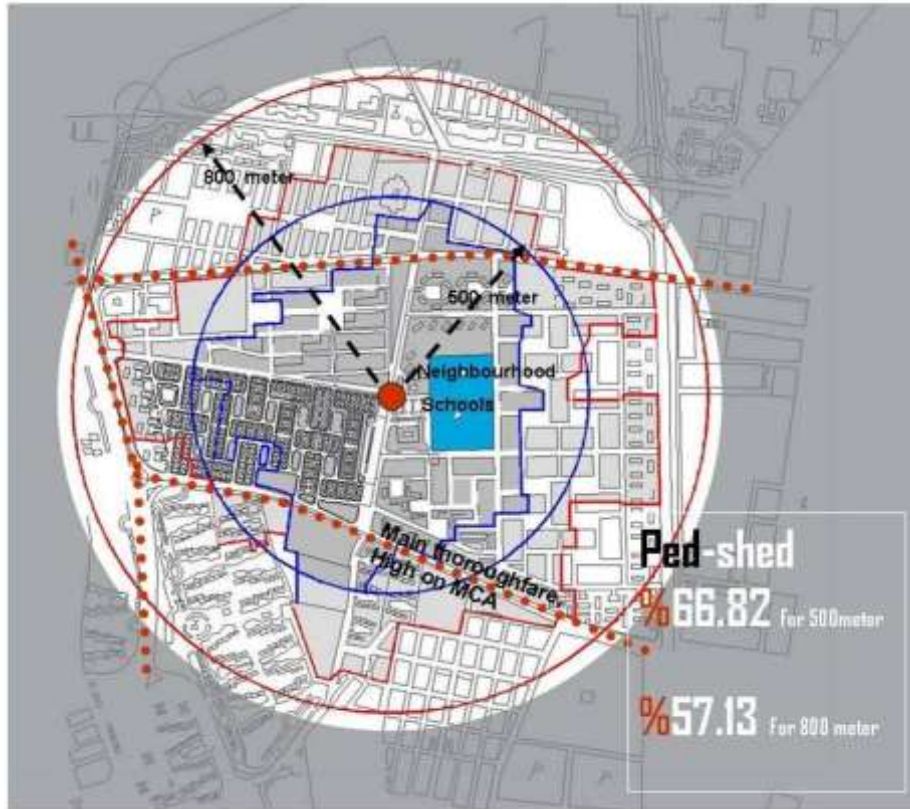 800 meter
500 meter
Neighbourhood
Schools
Main thoroughfare,
High on MCA
Ped-shed
%66.82 For 500meter
%57.13 For 800 meter
P
P
P